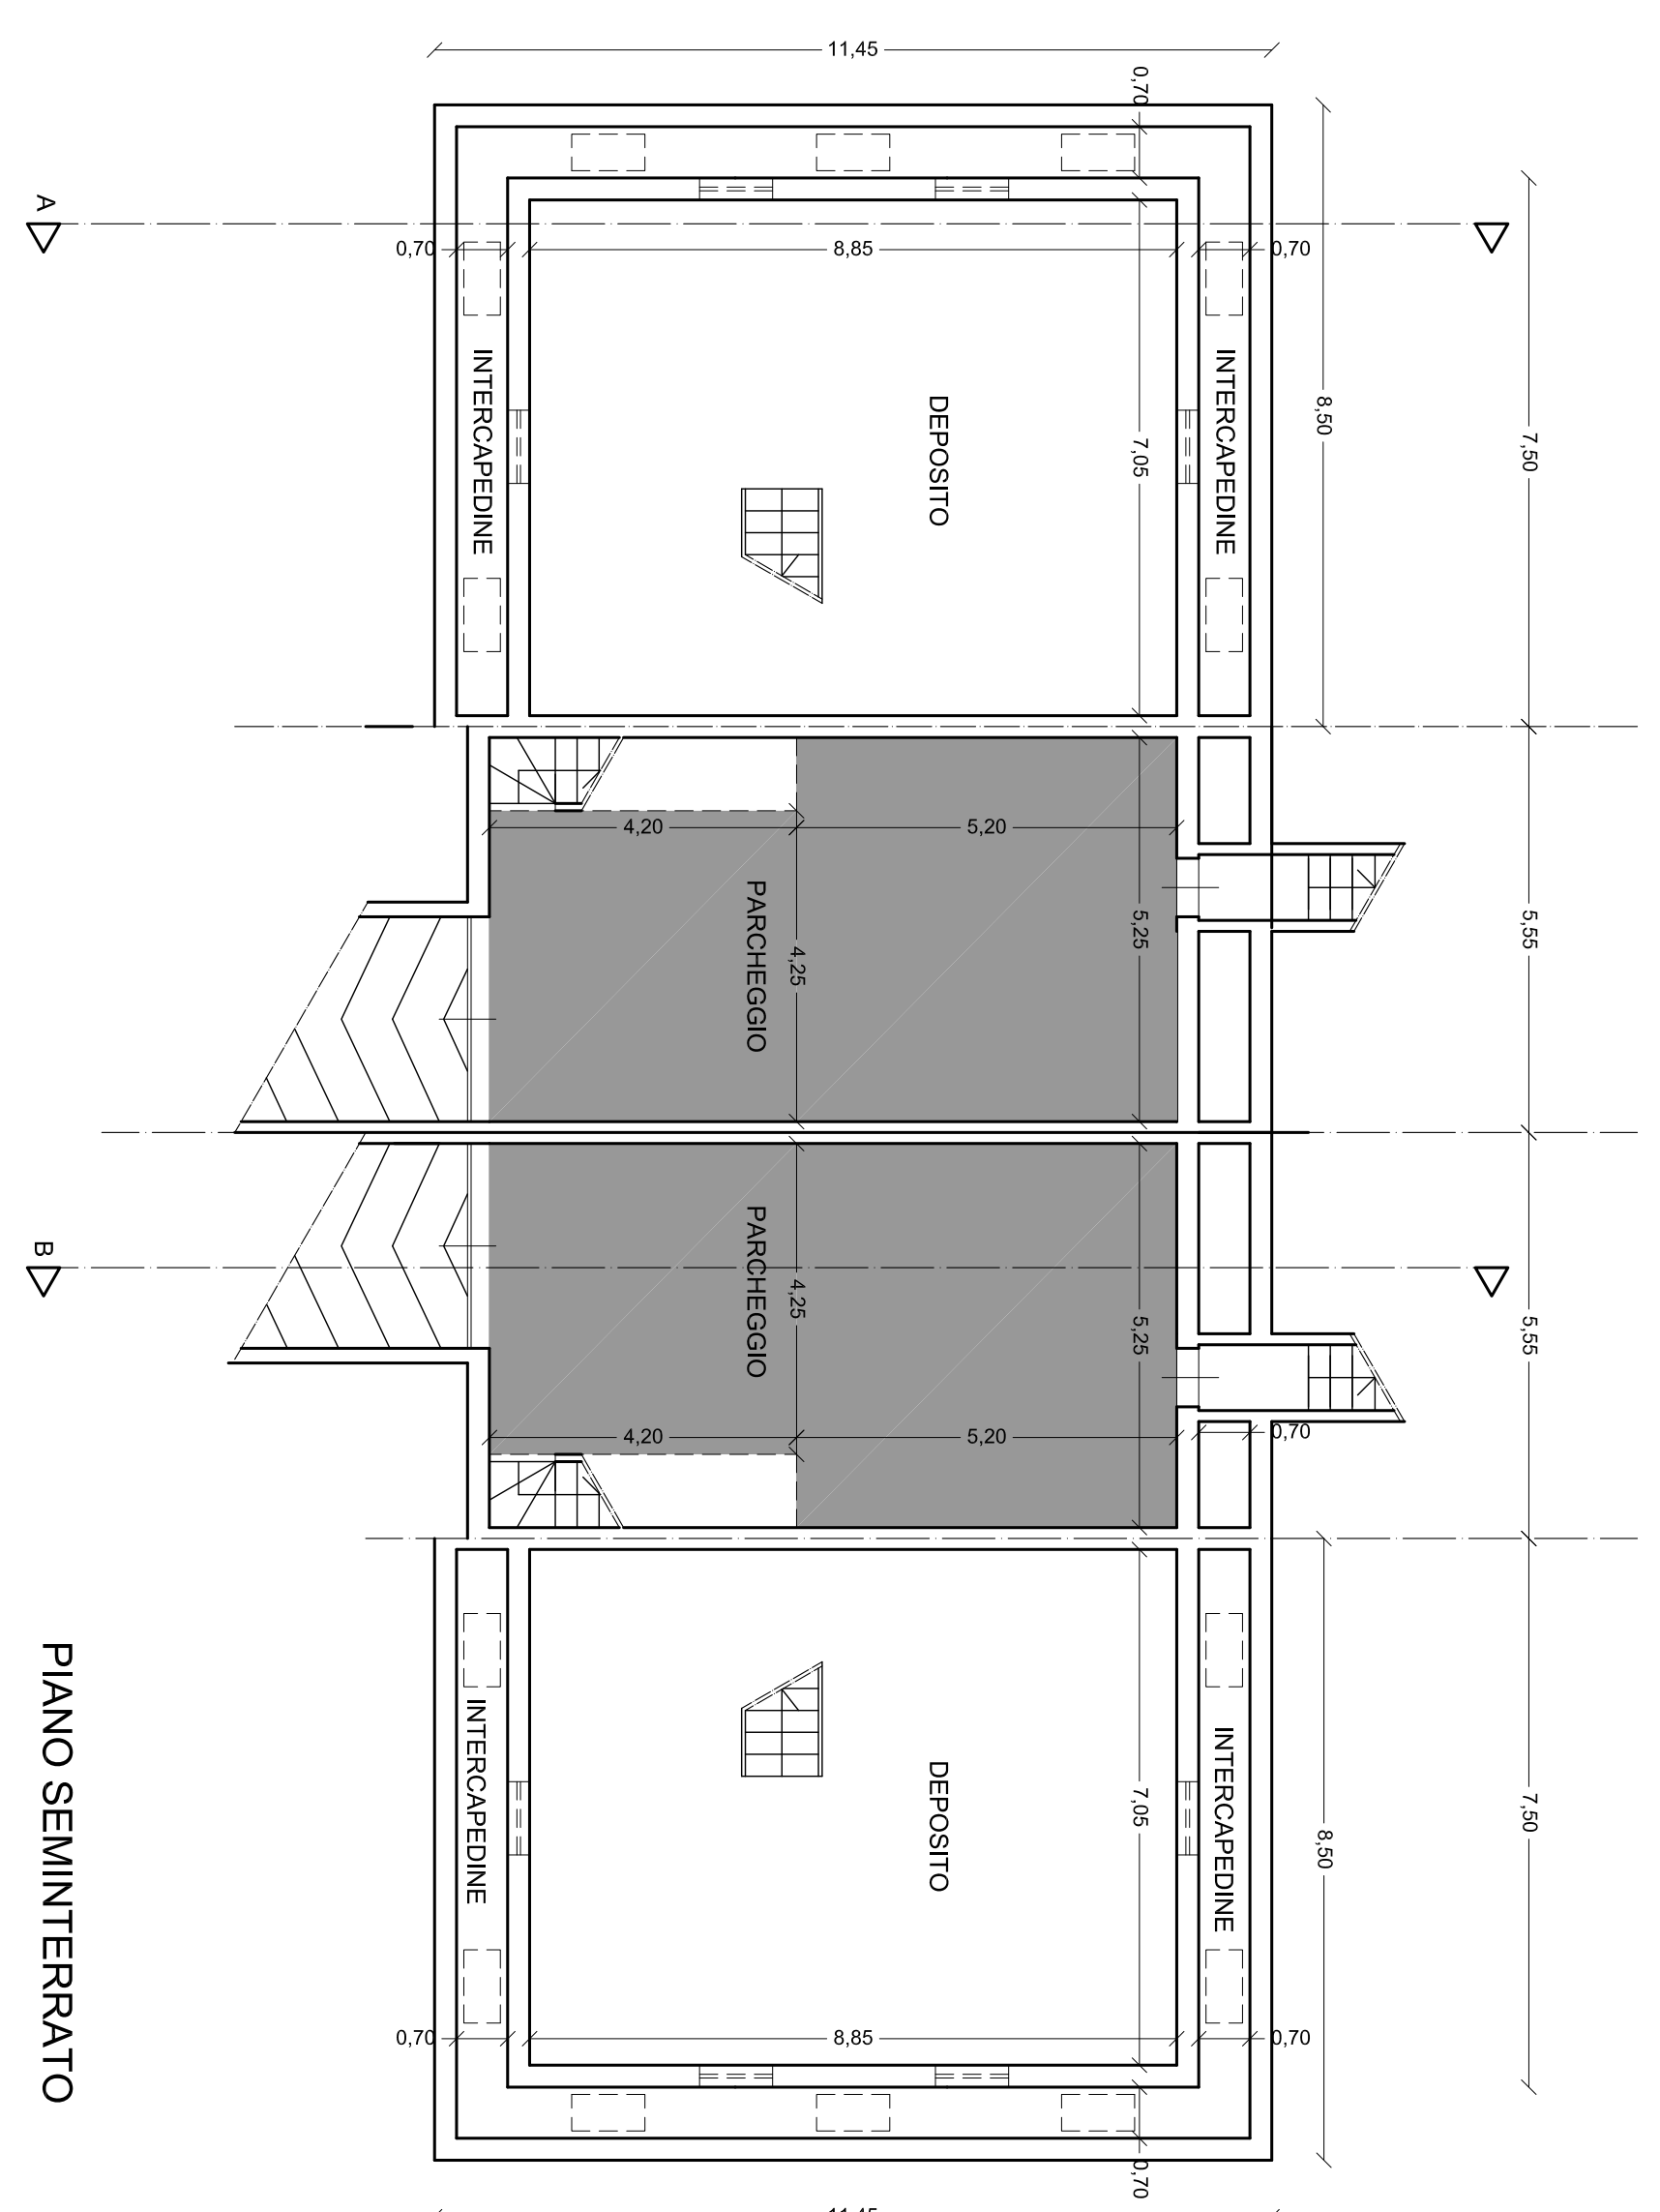 11,45
0,70
A
0,70
8,85
0,70
INTERCAPEDINE
DEPOSITO
INTERCAPEDINE
7,05
8,50
7,50
4,20
5,20
PARCHEGGIO
4,25
5,25
5,55
B
PARCHEGGIO
4,25
5,25
5,55
4,20
5,20
0,70
PIANO SEMINTERRATO
INTERCAPEDINE
DEPOSITO
INTERCAPEDINE
7,05
8,50
7,50
0,70
8,85
0,70
0,70
11,45